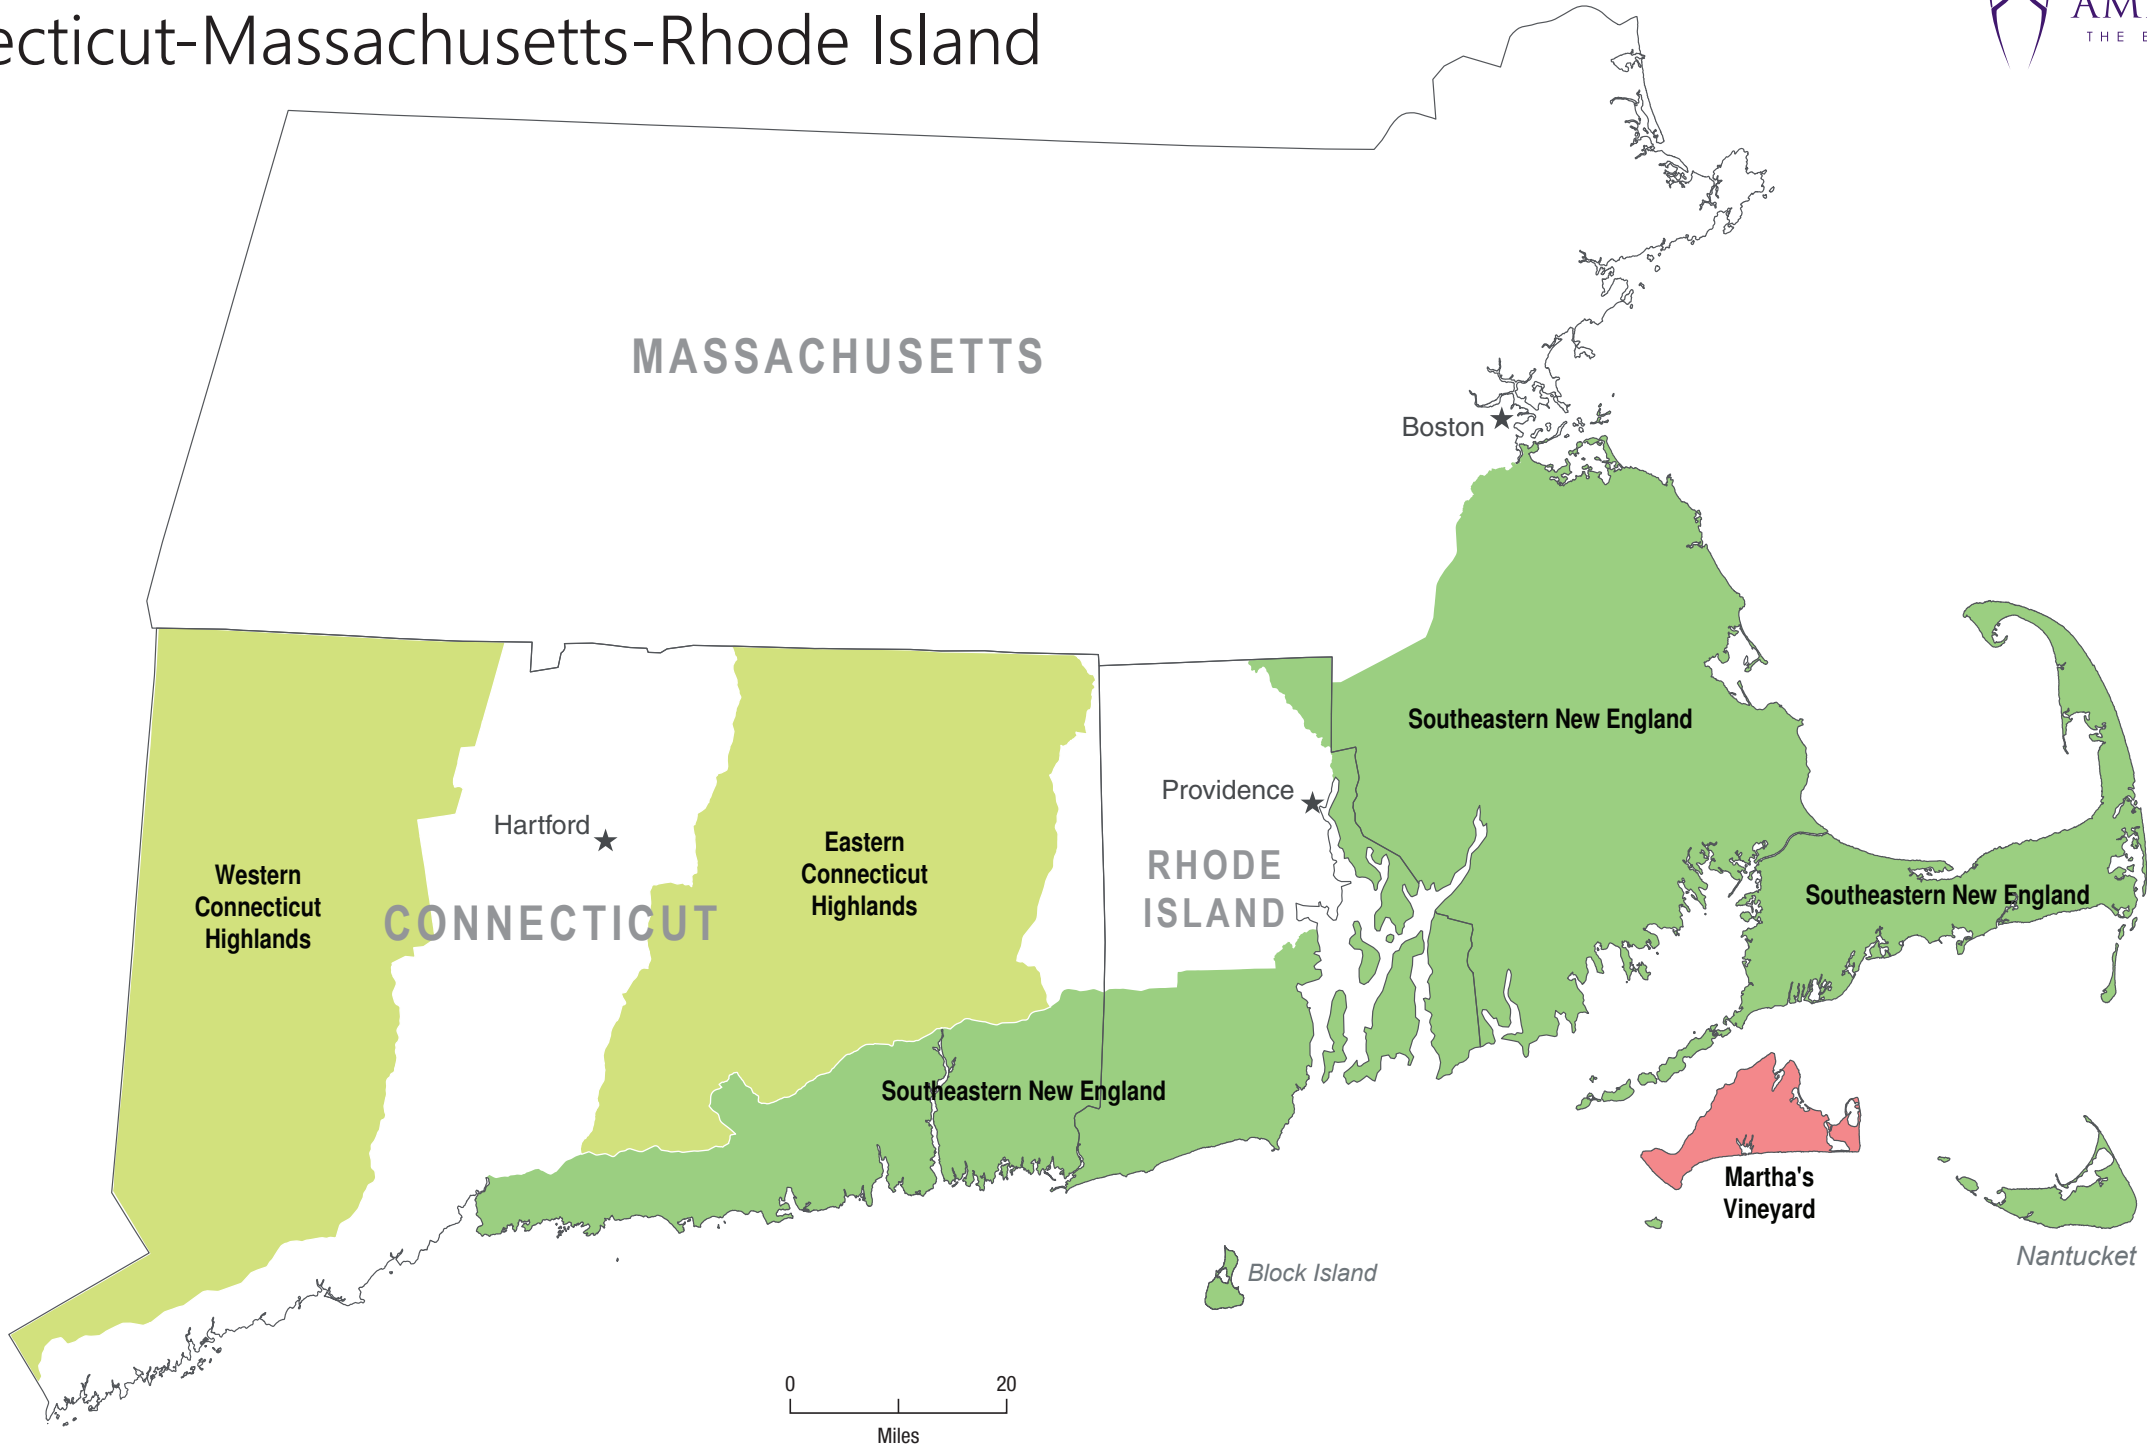 ecticut-Massachusetts-Rhode Island
MASSACHUSETTS
Boston
Southeastern New England
Providence
Hartford
Eastern
Connecticut
Highlands
RHODE
ISLAND
Western
Connecticut
Highlands
CONNECTICUT
Southeastern New England
Southeastern New England
Martha's
Vineyard
Nantucket
Block Island
0 20
Miles